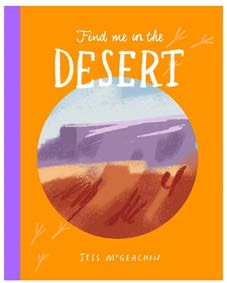 Find me in the
DESERT
JESS McGEACHIN